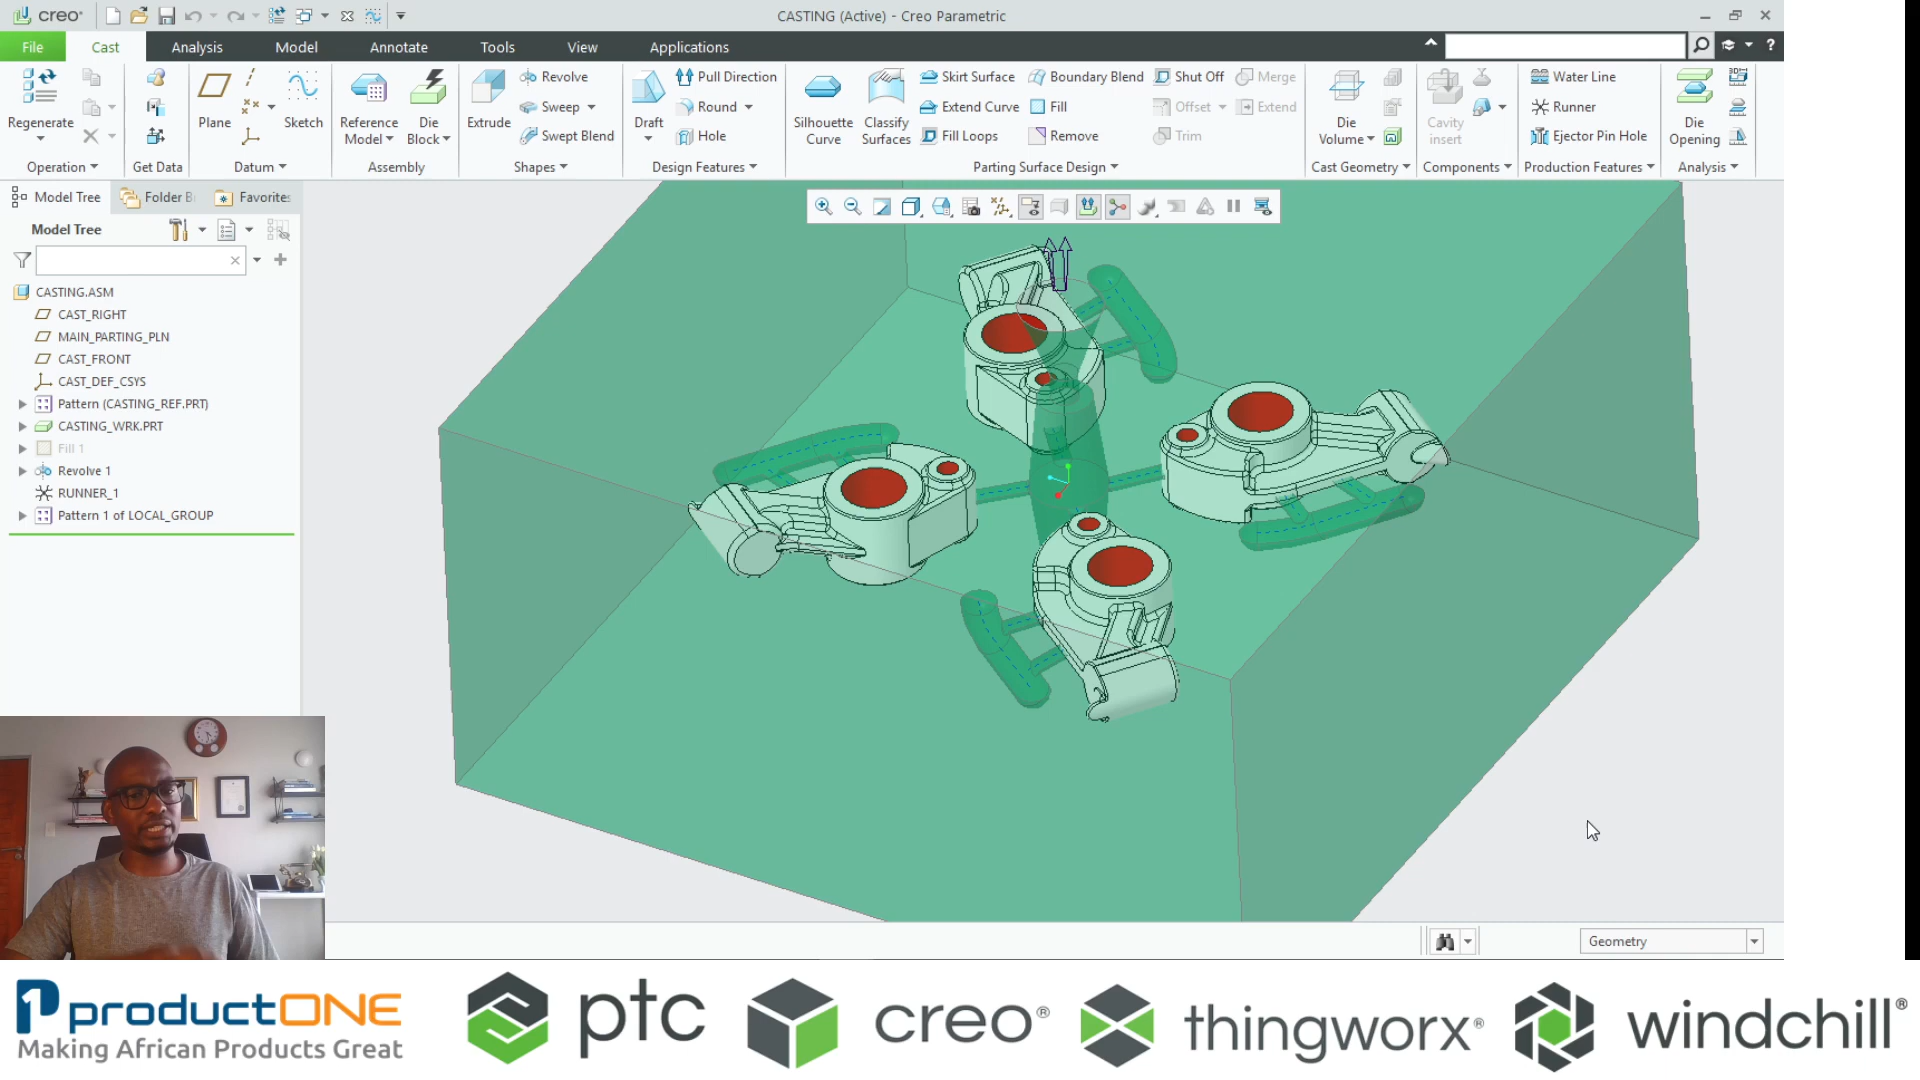 creo®
CASTING (Active) - Creo Parametric
File
Cast
Analysis
Model
Annotate
Tools
View
Applications
?
Regenerate
Operation
Get Data
Plane
Sketch
Datum
Reference
Model
Die
Block
Assembly
Extrude
Revolve
Sweep
Swept Blend
Shapes
Draft
Pull Direction
Round
Hole
Design Features
Silhouette
Curve
Classify
Surfaces
Skirt Surface
Extend Curve
Fill Loops
Boundary Blend
Fill
Remove
Shut Off
Offset
Trim
Merge
Extend
Parting Surface Design
Die
Volume
Cast Geometry
Cavity
insert
Components
Water Line
Runner
Ejector Pin Hole
Production Features
Die
Opening
Analysis
Model Tree
Folder B
Favorites
Model Tree
CASTING.ASM
CAST_RIGHT
MAIN_PARTING_PLN
CAST_FRONT
CAST_DEF_CSYS
Pattern (CASTING_REF.PRT)
CASTING_WRK.PRT
Fill 1
Revolve 1
RUNNER_1
Pattern 1 of LOCAL_GROUP
Geometry
productONE
Making African Products Great
ptc
creo®
thingworx®
windchill®